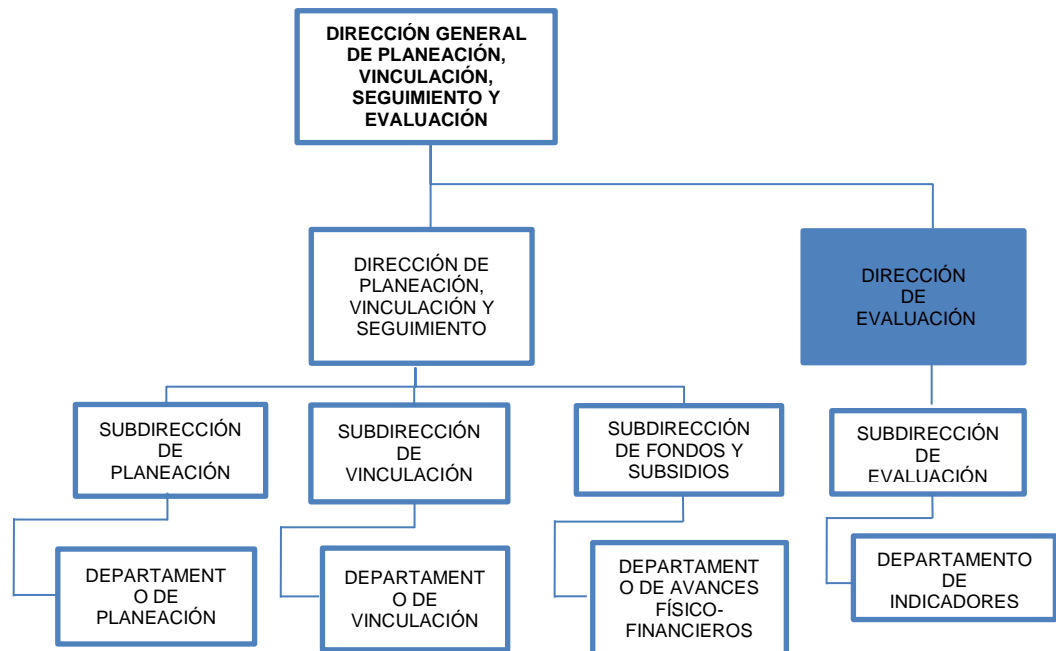 DIRECCIÓN GENERAL
DE PLANEACIÓN,
VINCULACIÓN,
SEGUIMIENTO Y
EVALUACIÓN
DIRECCIÓN DE
PLANEACIÓN,
VINCULACIÓN Y
SEGUIMIENTO
DIRECCIÓN
DE
EVALUACIÓN
SUBDIRECCIÓN
DE
PLANEACIÓN
SUBDIRECCIÓN
DE
VINCULACIÓN
SUBDIRECCIÓN
DE FONDOS Y
SUBSIDIOS
SUBDIRECCIÓN
DE
EVALUACIÓN
DEPARTAMENT
O DE
PLANEACIÓN
DEPARTAMENT
O DE
VINCULACIÓN
DEPARTAMENT
O DE AVANCES
FÍSICO-
FINANCIEROS
DEPARTAMENTO
DE
INDICADORES